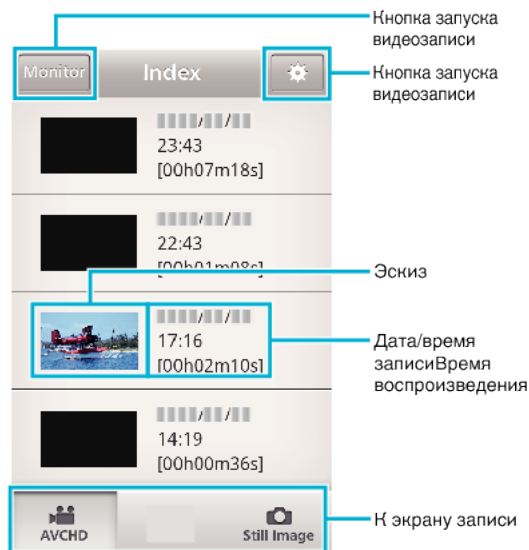 Кнопка запуска
видеозаписи
Monitor
Index
Кнопка запуска
видеозаписи
23:43
[00h07m18s]
22:43
[00h01m08s]
Эскиз
17:16
[00h02m10s]
Дата/время
записиВремя
воспроизведения
14:19
[00h00m36s]
AVCHD
Still Image
К экрану записи